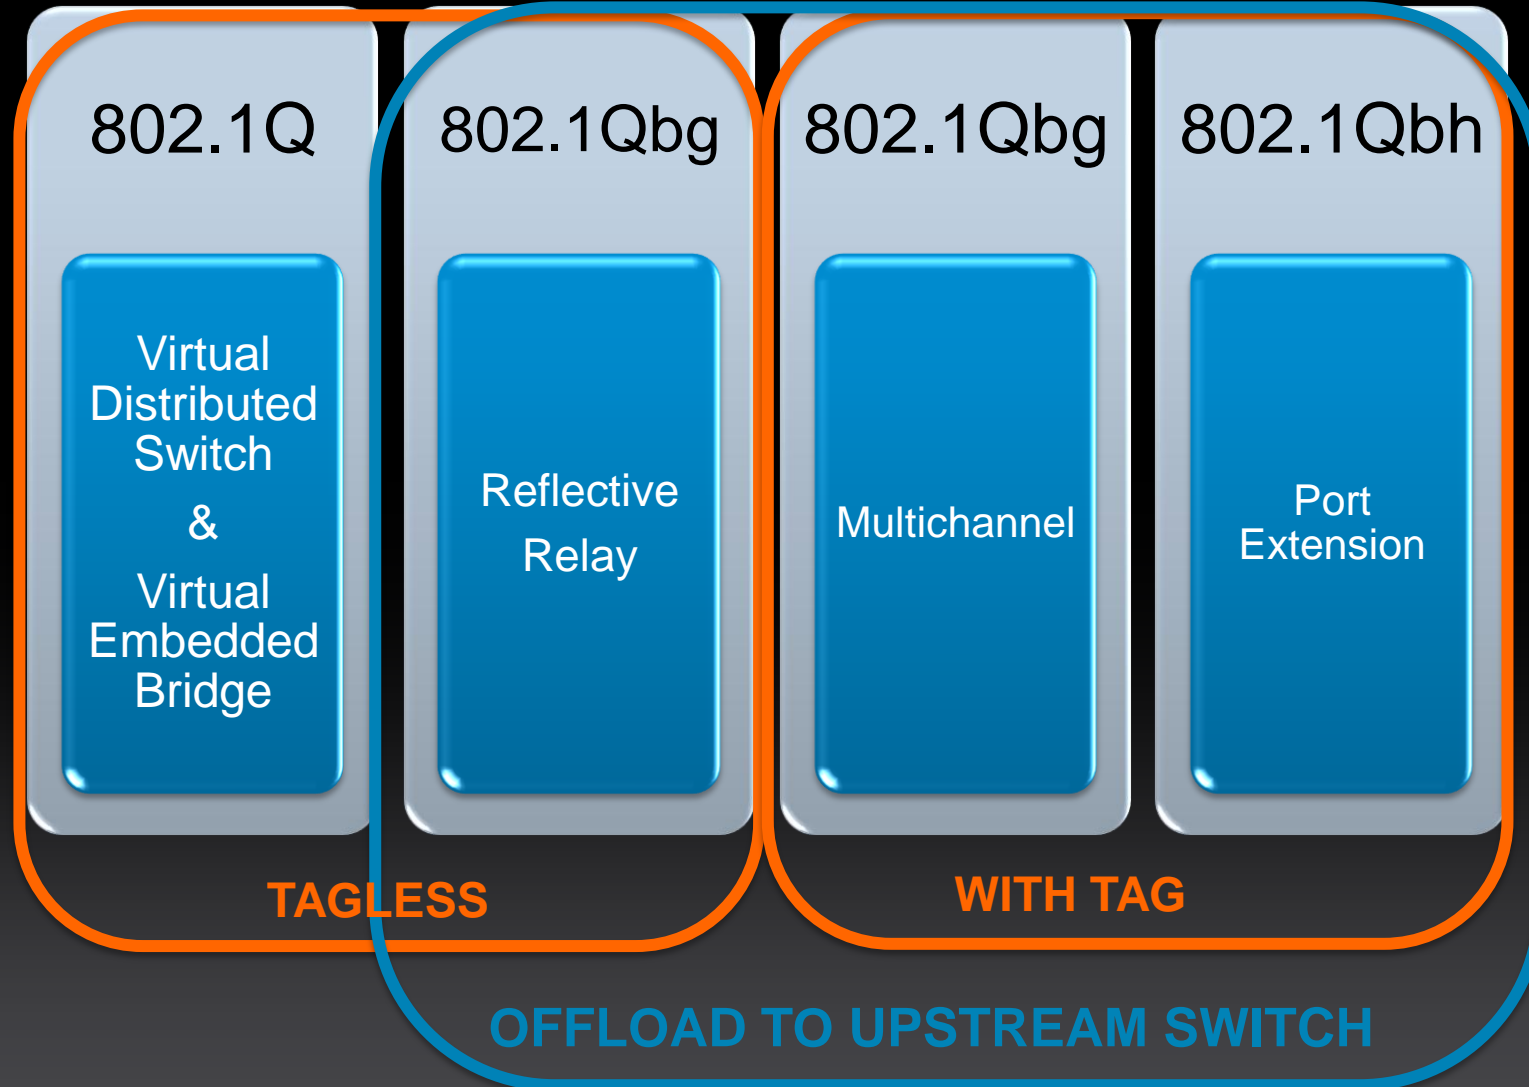 802.1Q
Virtual
Distributed
Switch
&
Virtual
Embedded
Bridge
802.1Qbg
Reflective
Relay
802.1Qbg
Multichannel
802.1Qbh
Port
Extension
TAGLESS
WITH TAG
OFFLOAD TO UPSTREAM SWITCH